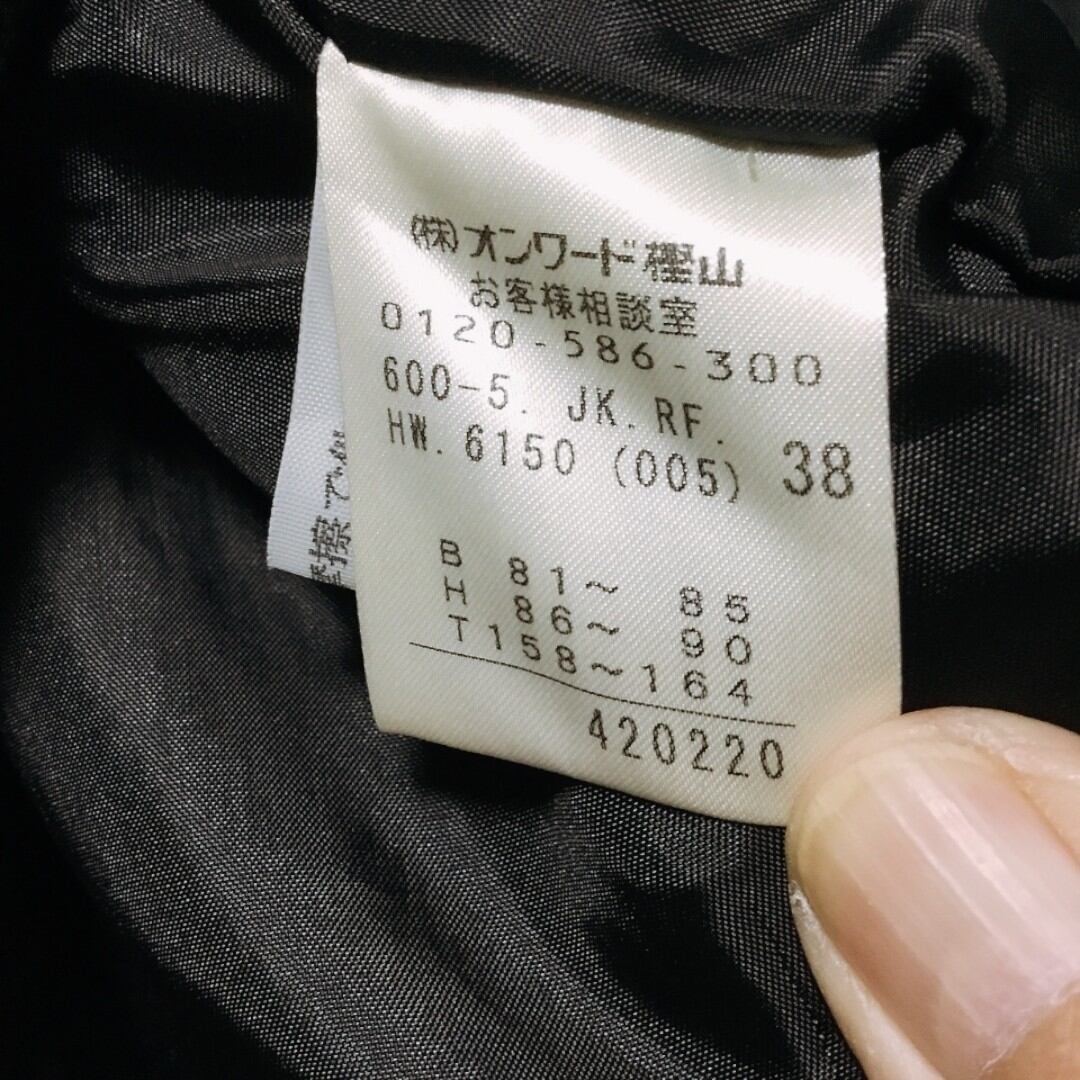 (株)オンワード樫山
お客様相談室
0120-586-300
600-5. JK.RF.
HW.6150 (005) 38
B 81～ 85
H 86～ 90
T158～164
420220
擦